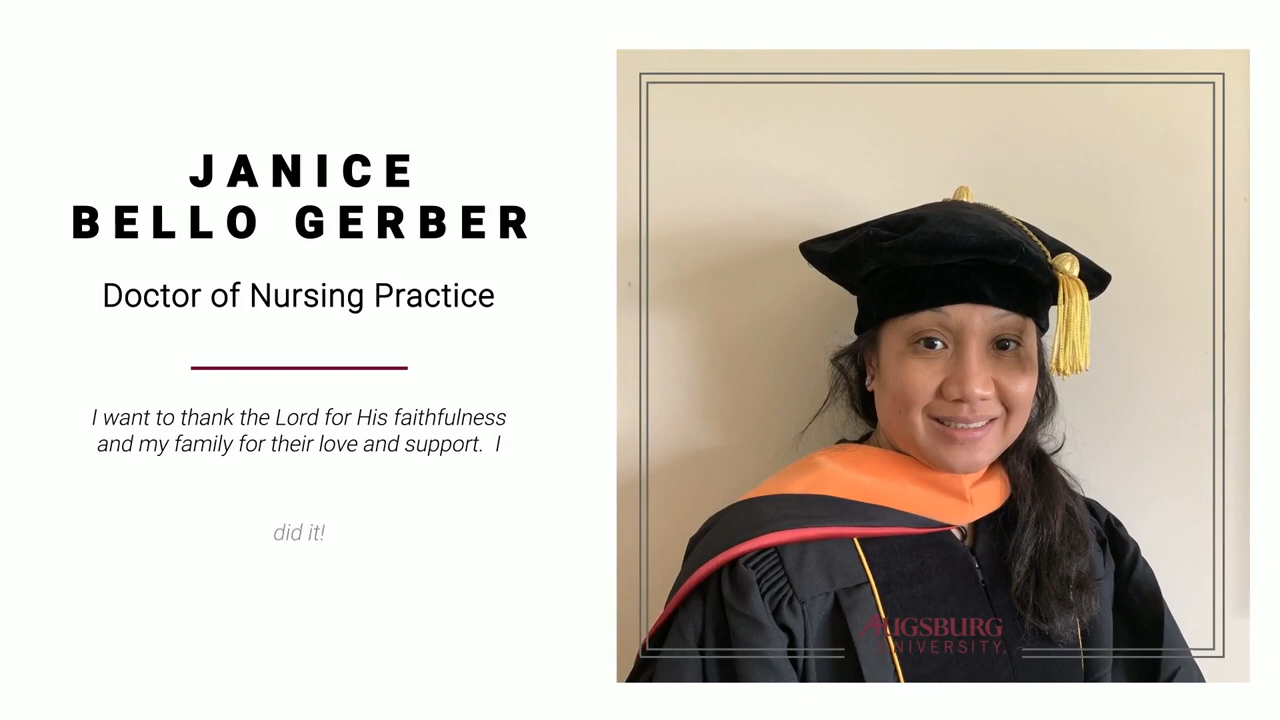 JANICE
BELLO GERBER
Doctor of Nursing Practice
I want to thank the Lord for His faithfulness
and my family for their love and support.  I
did it!
AUGSBURG
UNIVERSITY.